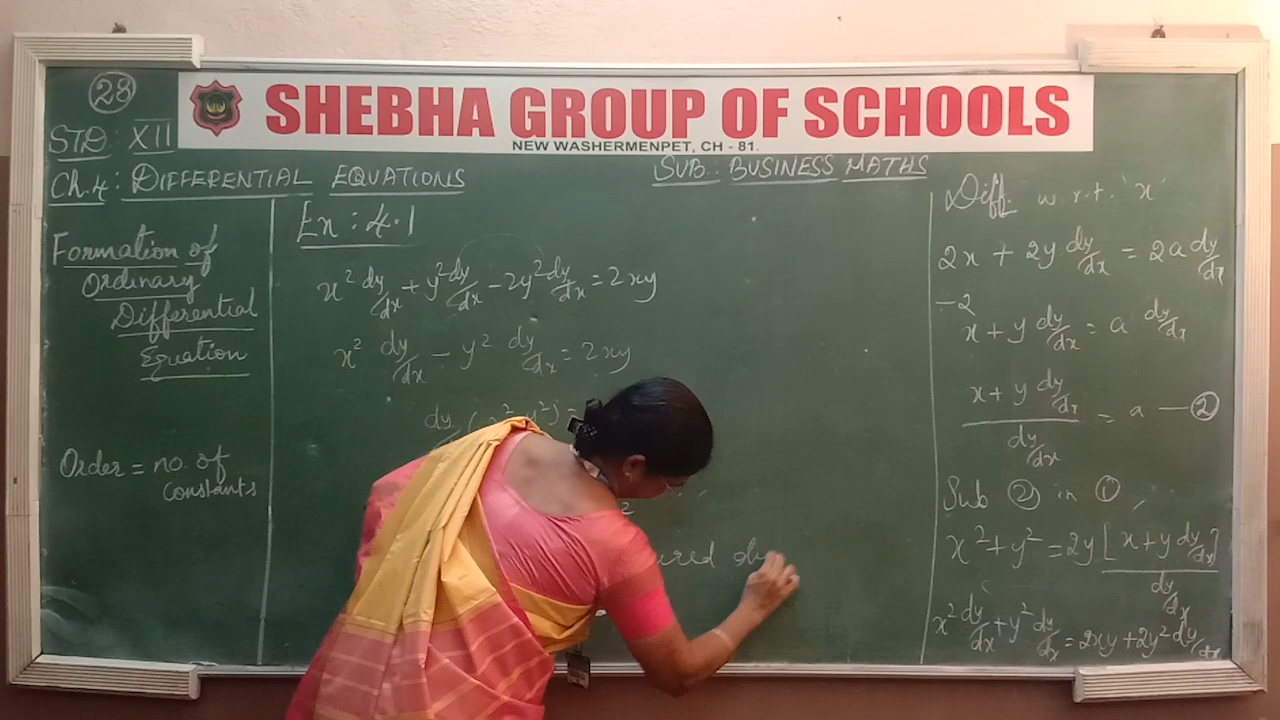 28
SHEBHA GROUP OF SCHOOLS
NEW WASHERMENPET, CH - 81.
STD : XII
Ch.4 : DIFFERENTIAL EQUATIONS
SUB.: BUSINESS MATHS
Formation of
Ordinary
Differential
Equation
Order = no. of
constants
Ex : 4.1
x² dy/dx + y² dy/dx - 2y² dy/dx = 2xy
x² dy/dx - y² dy/dx = 2xy
Diff. w.r.t. 'x'
2x + 2y dy/dx = 2a dy/dx
÷2
x + y dy/dx = a dy/dx
x + y dy/dx
dy/dx
= a — ②
Sub ② in ①
x² + y² = 2y [x + y dy/dx]
dy/dx
x² dy/dx + y² dy/dx = 2xy + 2y² dy/dx